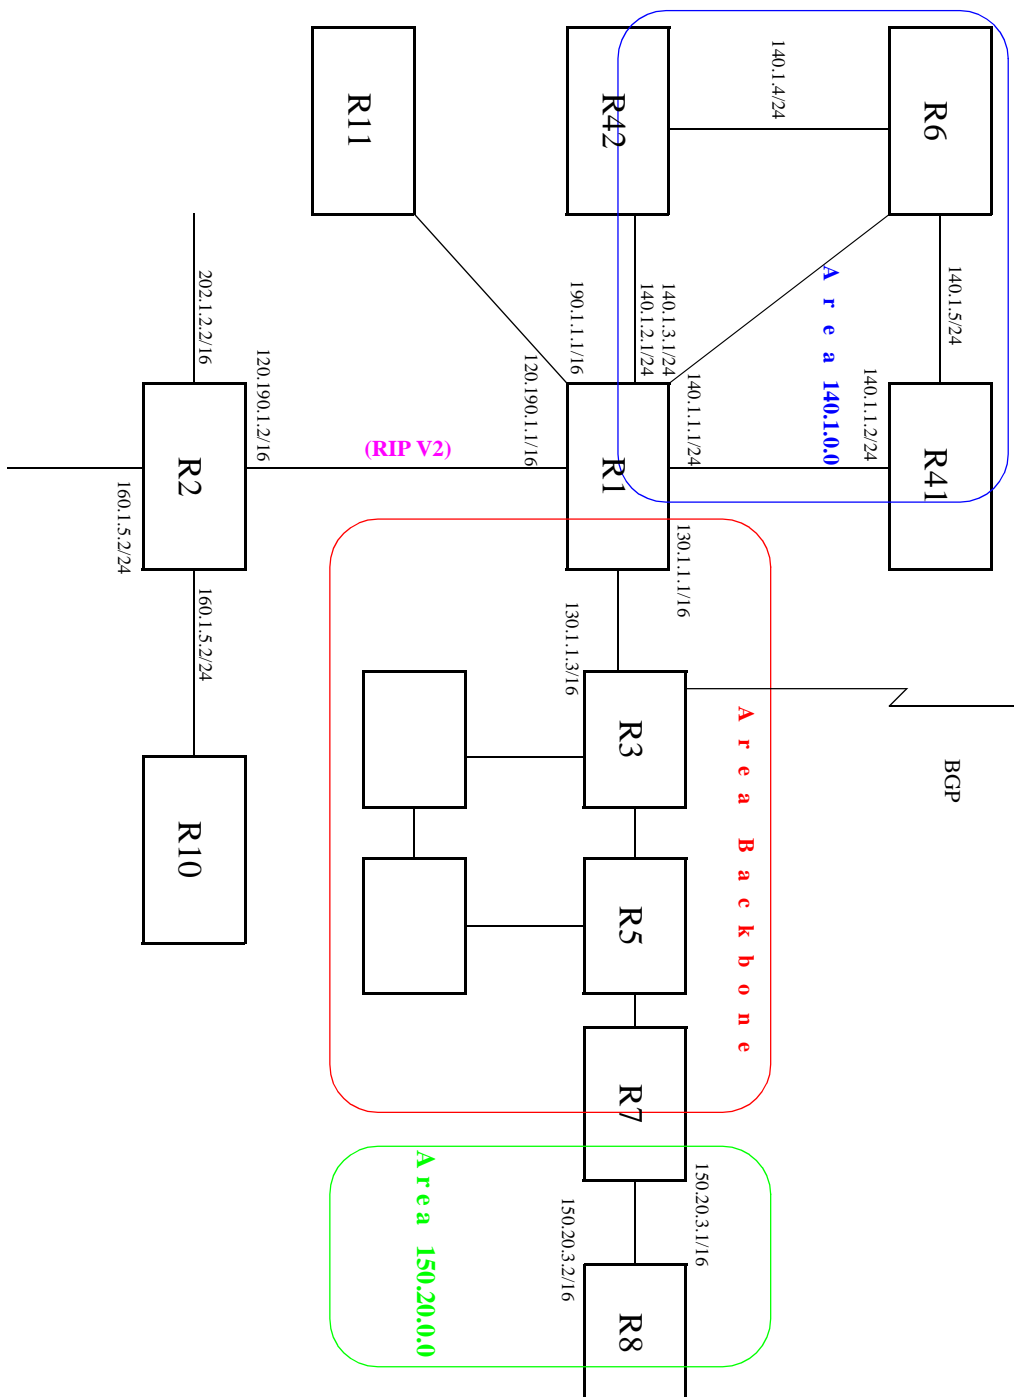 R11
R42
R6
140.1.4/24
140.1.5/24
Area 140.1.0.0
202.1.2.2/16
190.1.1.1/16
140.1.3.1/24
140.1.2.1/24
140.1.1.1/24
140.1.1.2/24
120.190.1.2/16
(RIP V2)
120.190.1.1/16
R2
R1
R41
160.1.5.2/24
160.1.5.2/24
130.1.1.1/16
130.1.1.3/16
R3
Area Backbone
BGP
R10
R5
R7
150.20.3.1/16
150.20.3.2/16
Area 150.20.0.0
R8